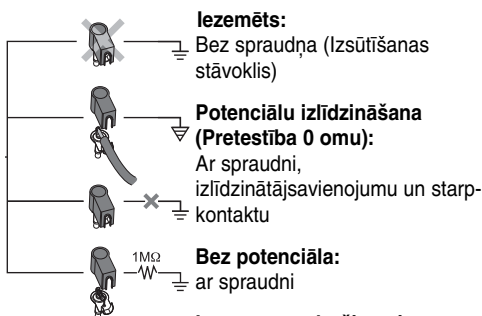 Iezemēts:
Bez spraudņa (Izsūtīšanas
stāvoklis)
Potenciālu izlīdzināšana
(Pretestība 0 omu):
Ar spraudni,
izlīdzinātājsavienojumu un starp-
kontaktu
1MΩ
Bez potenciāla:
ar spraudni